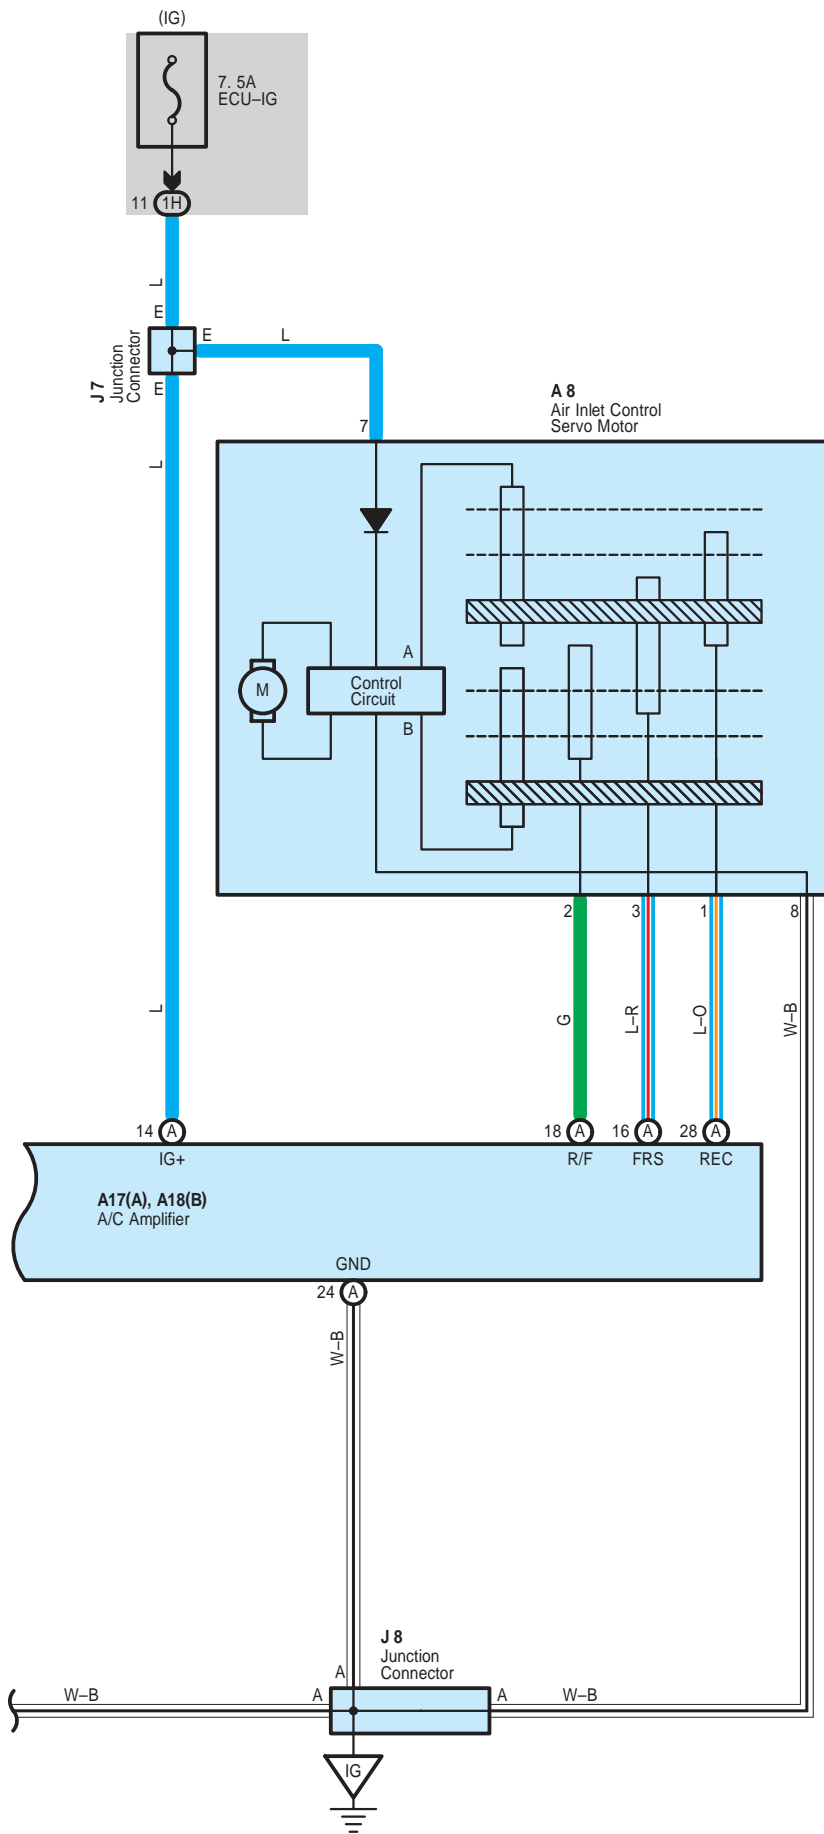 (IG)
7. 5A
ECU–IG
11
1H
L
E
E
L
J 7
Junction
Connector
E
L
7
A 8
Air Inlet Control
Servo Motor
A
M
Control
Circuit
B
2
3
1
8
L
G
L–R
L–O
W–B
14
A
18
A
16
A
28
A
IG+
R/F
FRS
REC
A17(A), A18(B)
A/C Amplifier
GND
24
A
W–B
J 8
Junction
Connector
A
W–B
A
A
W–B
IG